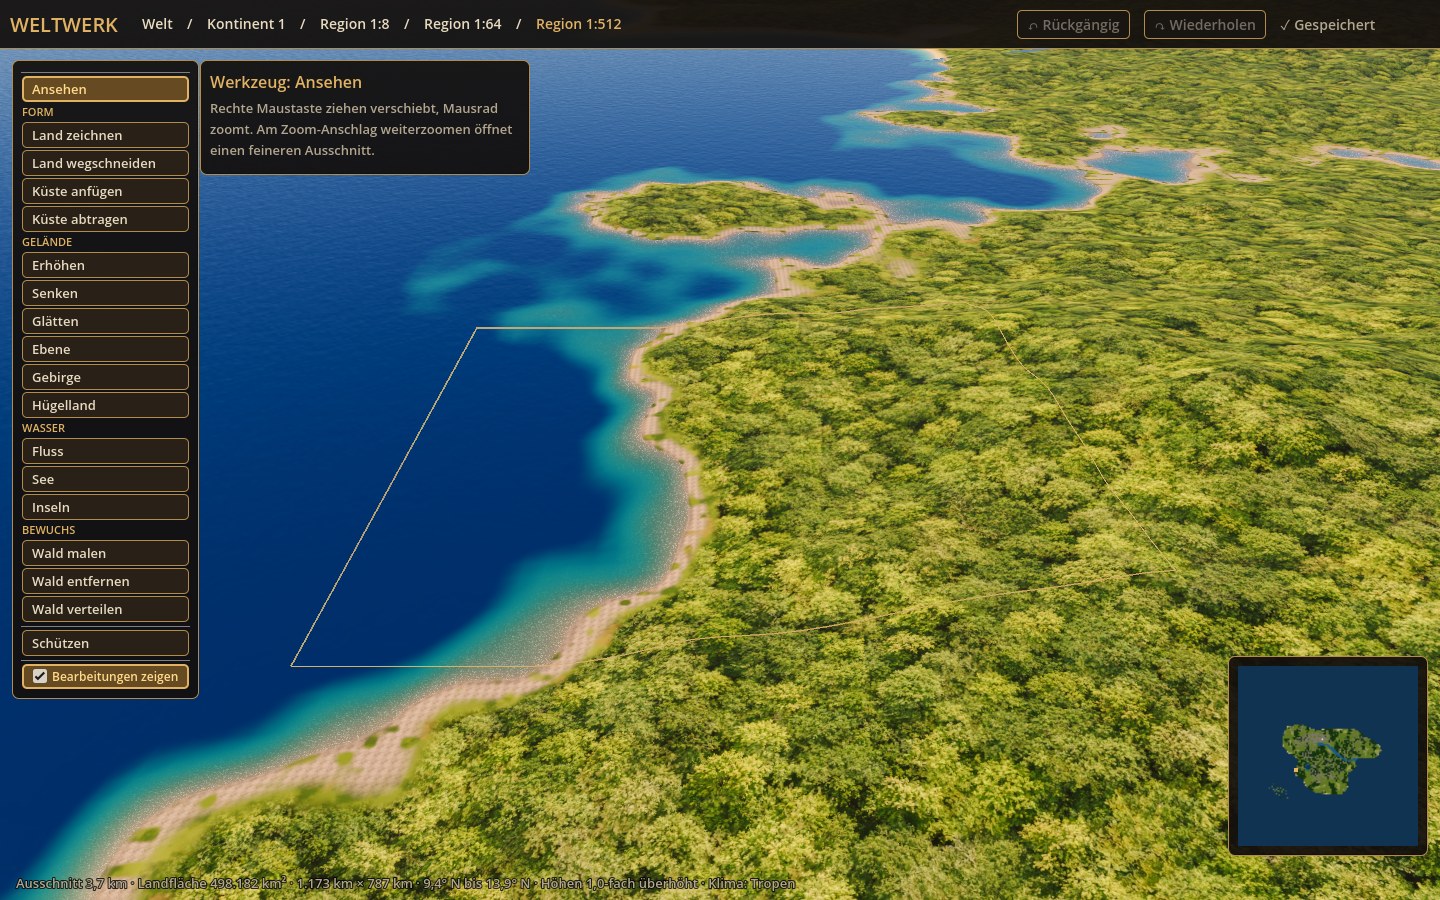 WELTWERK Welt / Kontinent 1 / Region 1:8 / Region 1:64 / Region 1:512 Rückgängig Wiederholen ✓ Gespeichert
Ansehen
FORM
Land zeichnen
Land wegschneiden
Küste anfügen
Küste abtragen
GELÄNDE
Erhöhen
Senken
Glätten
Ebene
Gebirge
Hügelland
WASSER
Fluss
See
Inseln
BEWUCHS
Wald malen
Wald entfernen
Wald verteilen
Schützen
Bearbeitungen zeigen
Werkzeug: Ansehen
Rechte Maustaste ziehen verschiebt, Mausrad
zoomt. Am Zoom-Anschlag weiterzoomen öffnet
einen feineren Ausschnitt.
Ausschnitt 3,7 km · Landfläche 498.182 km² · 1.173 km × 787 km · 9,4° N bis 13,9° N · Höhen 1,0-fach überhöht · Klima: Tropen